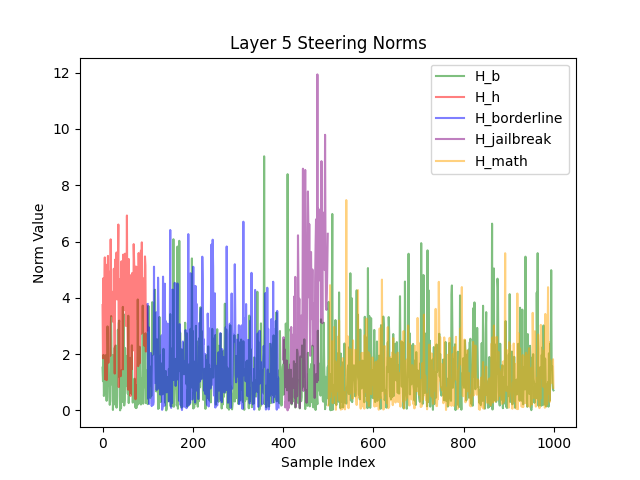 Layer 5 Steering Norms
12
10
8
6
4
2
0
Norm Value
H_b
H_h
H_borderline
H_jailbreak
H_math
0
200
400
600
800
1000
Sample Index